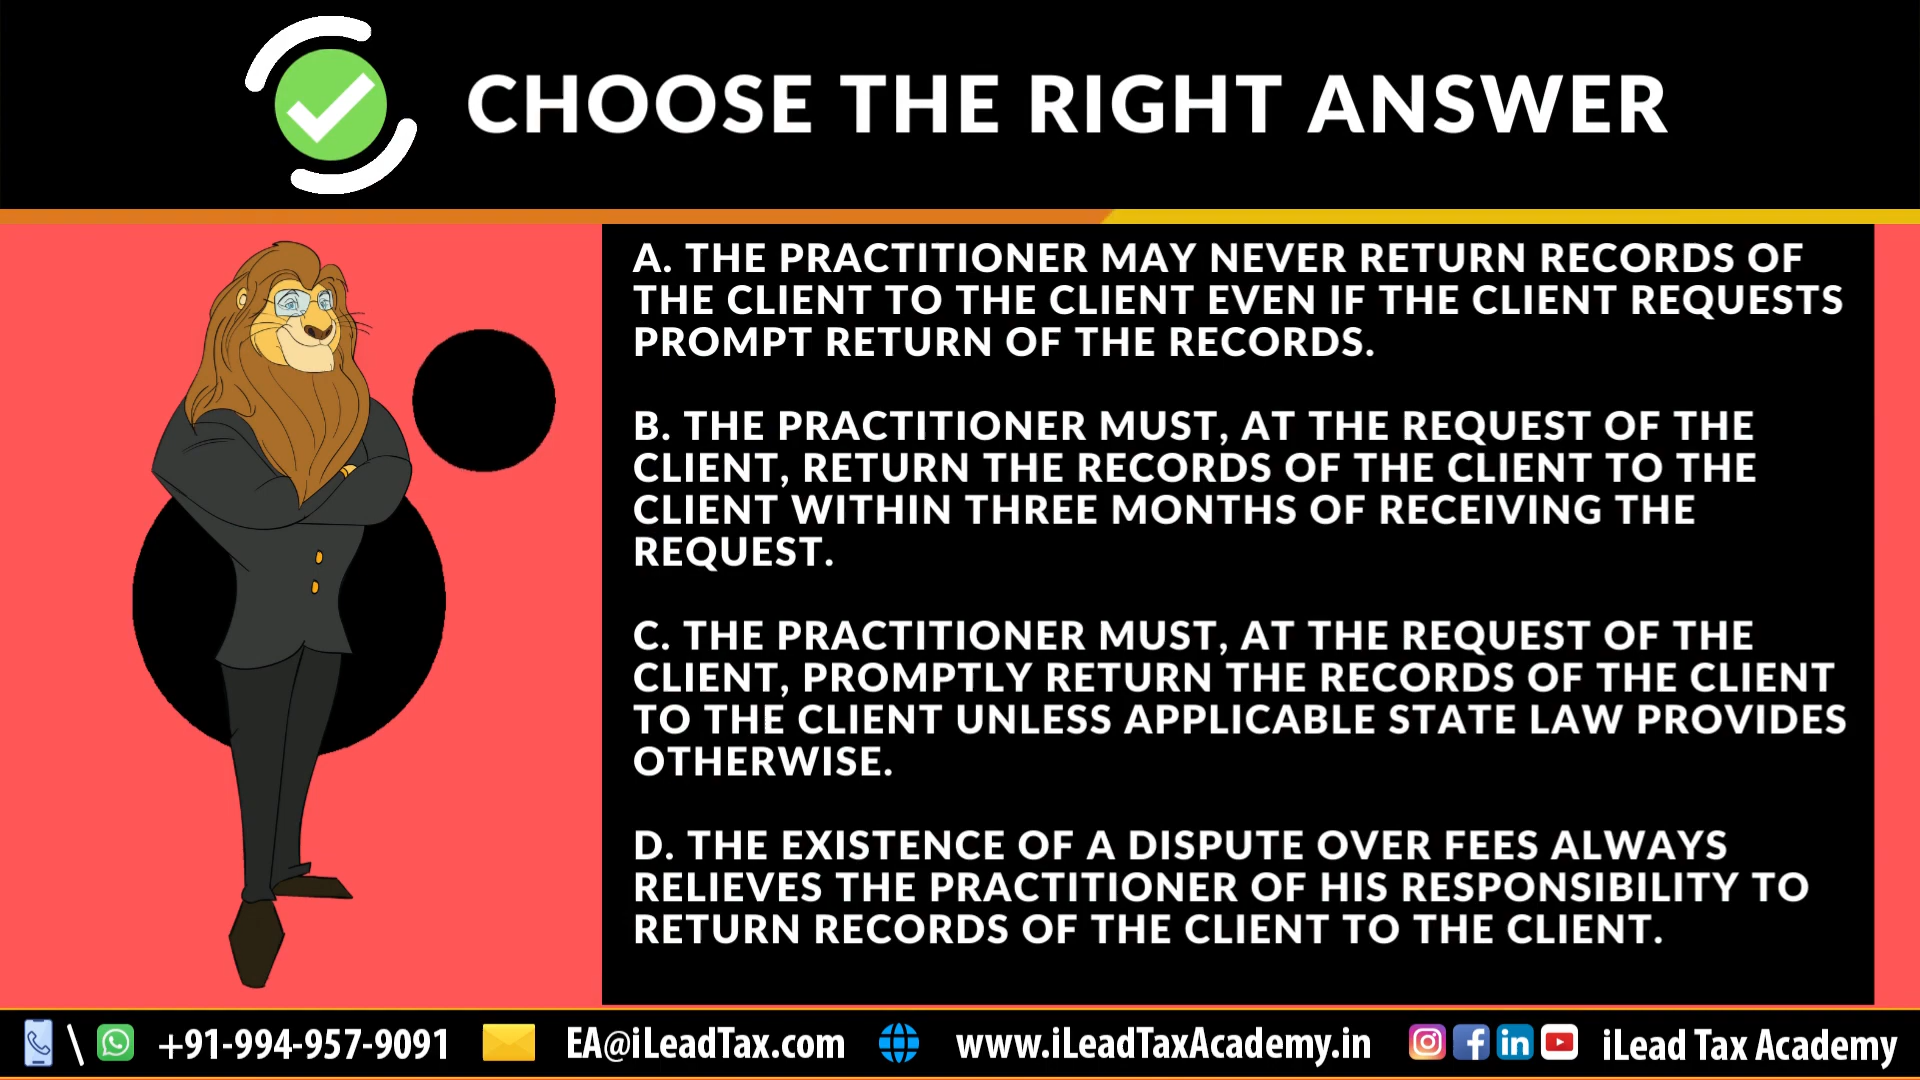 CHOOSE THE RIGHT ANSWER
A. THE PRACTITIONER MAY NEVER RETURN RECORDS OF
THE CLIENT TO THE CLIENT EVEN IF THE CLIENT REQUESTS
PROMPT RETURN OF THE RECORDS.
B. THE PRACTITIONER MUST, AT THE REQUEST OF THE
CLIENT, RETURN THE RECORDS OF THE CLIENT TO THE
CLIENT WITHIN THREE MONTHS OF RECEIVING THE
REQUEST.
C. THE PRACTITIONER MUST, AT THE REQUEST OF THE
CLIENT, PROMPTLY RETURN THE RECORDS OF THE CLIENT
TO THE CLIENT UNLESS APPLICABLE STATE LAW PROVIDES
OTHERWISE.
D. THE EXISTENCE OF A DISPUTE OVER FEES ALWAYS
RELIEVES THE PRACTITIONER OF HIS RESPONSIBILITY TO
RETURN RECORDS OF THE CLIENT TO THE CLIENT.
\ +91-994-957-9091 EA@iLeadTax.com www.iLeadTaxAcademy.in iLead Tax Academy